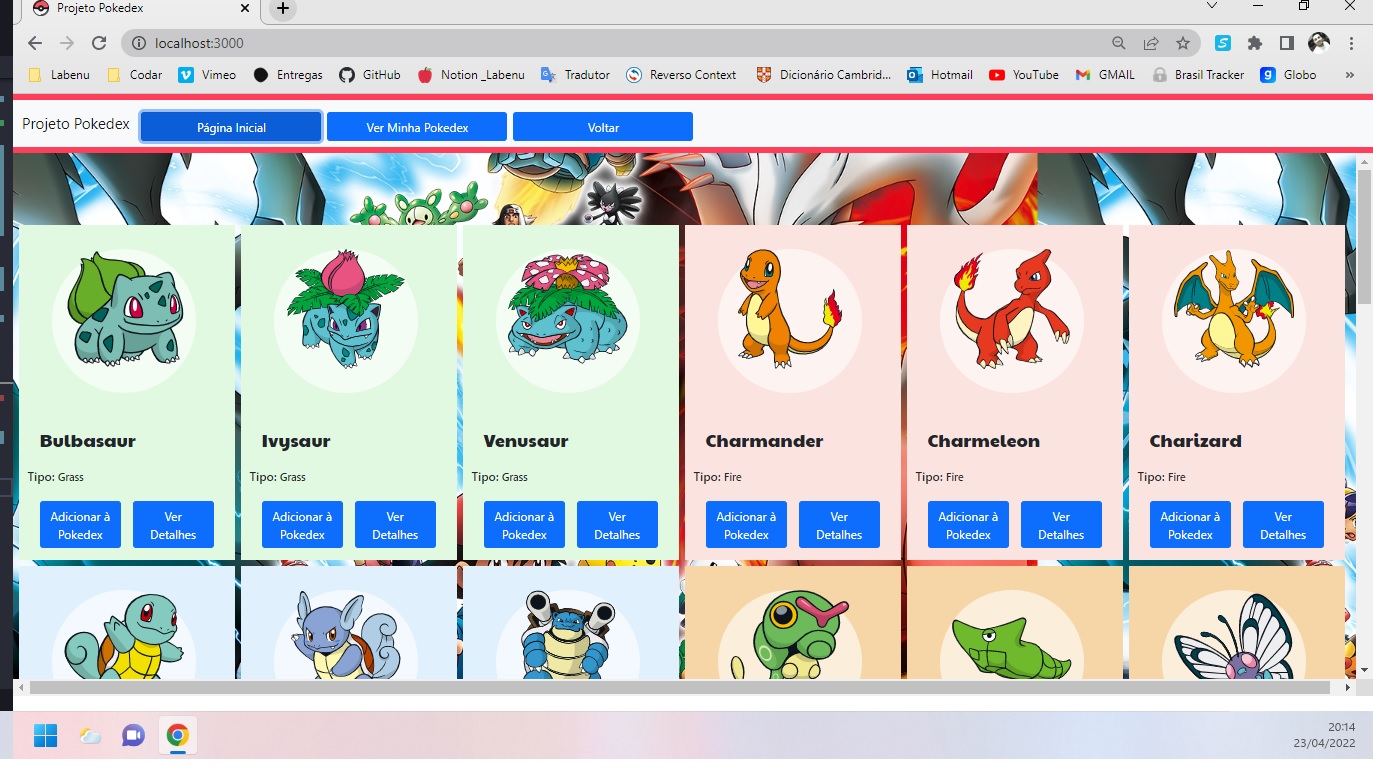 Projeto Pokedex
localhost:3000
Labenu Codar Vimeo Entregas GitHub Notion _Labenu Tradutor Reverso Context Dicionário Cambrid... Hotmail YouTube GMAIL Brasil Tracker Globo »
Projeto Pokedex Página Inicial Ver Minha Pokedex Voltar
Bulbasaur Ivysaur Venusaur Charmander Charmeleon Charizard
Tipo: Grass Tipo: Grass Tipo: Grass Tipo: Fire Tipo: Fire Tipo: Fire
Adicionar à Ver Adicionar à Ver Adicionar à Ver Adicionar à Ver Adicionar à Ver Adicionar à Ver
Pokedex Detalhes Pokedex Detalhes Pokedex Detalhes Pokedex Detalhes Pokedex Detalhes Pokedex Detalhes
20:14
23/04/2022